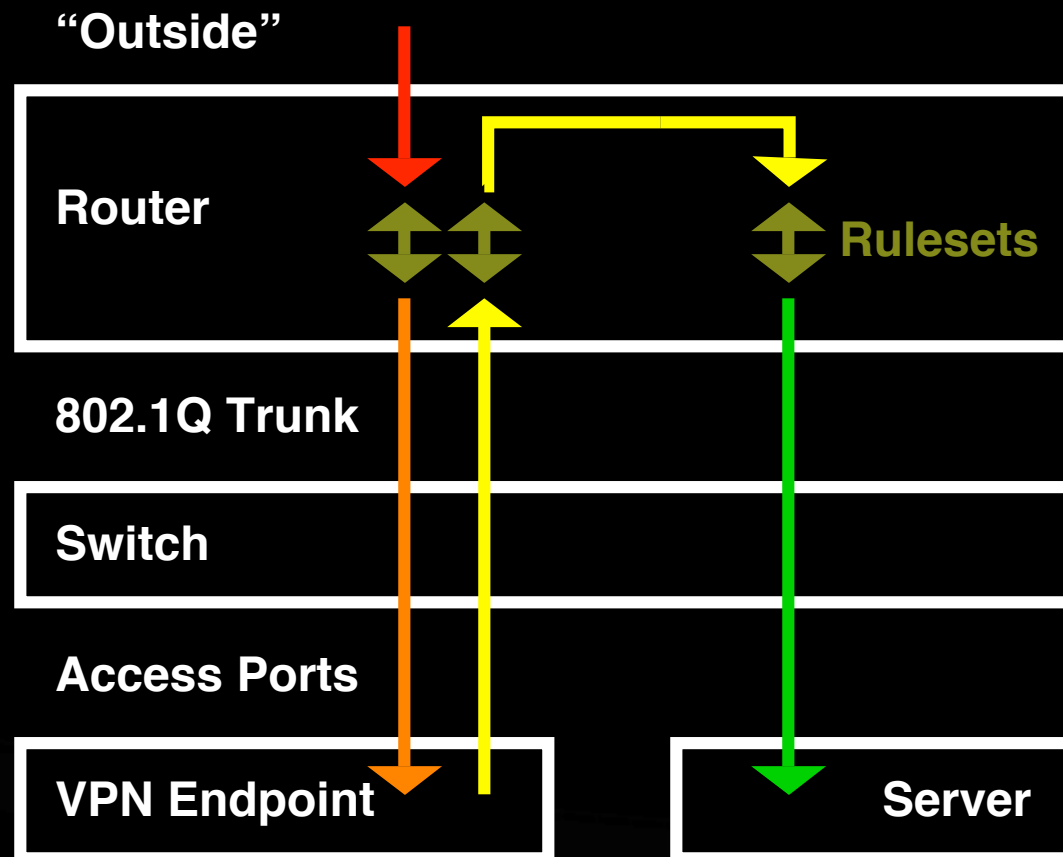 “Outside”
Router
Rulesets
802.1Q Trunk
Switch
Access Ports
VPN Endpoint
Server